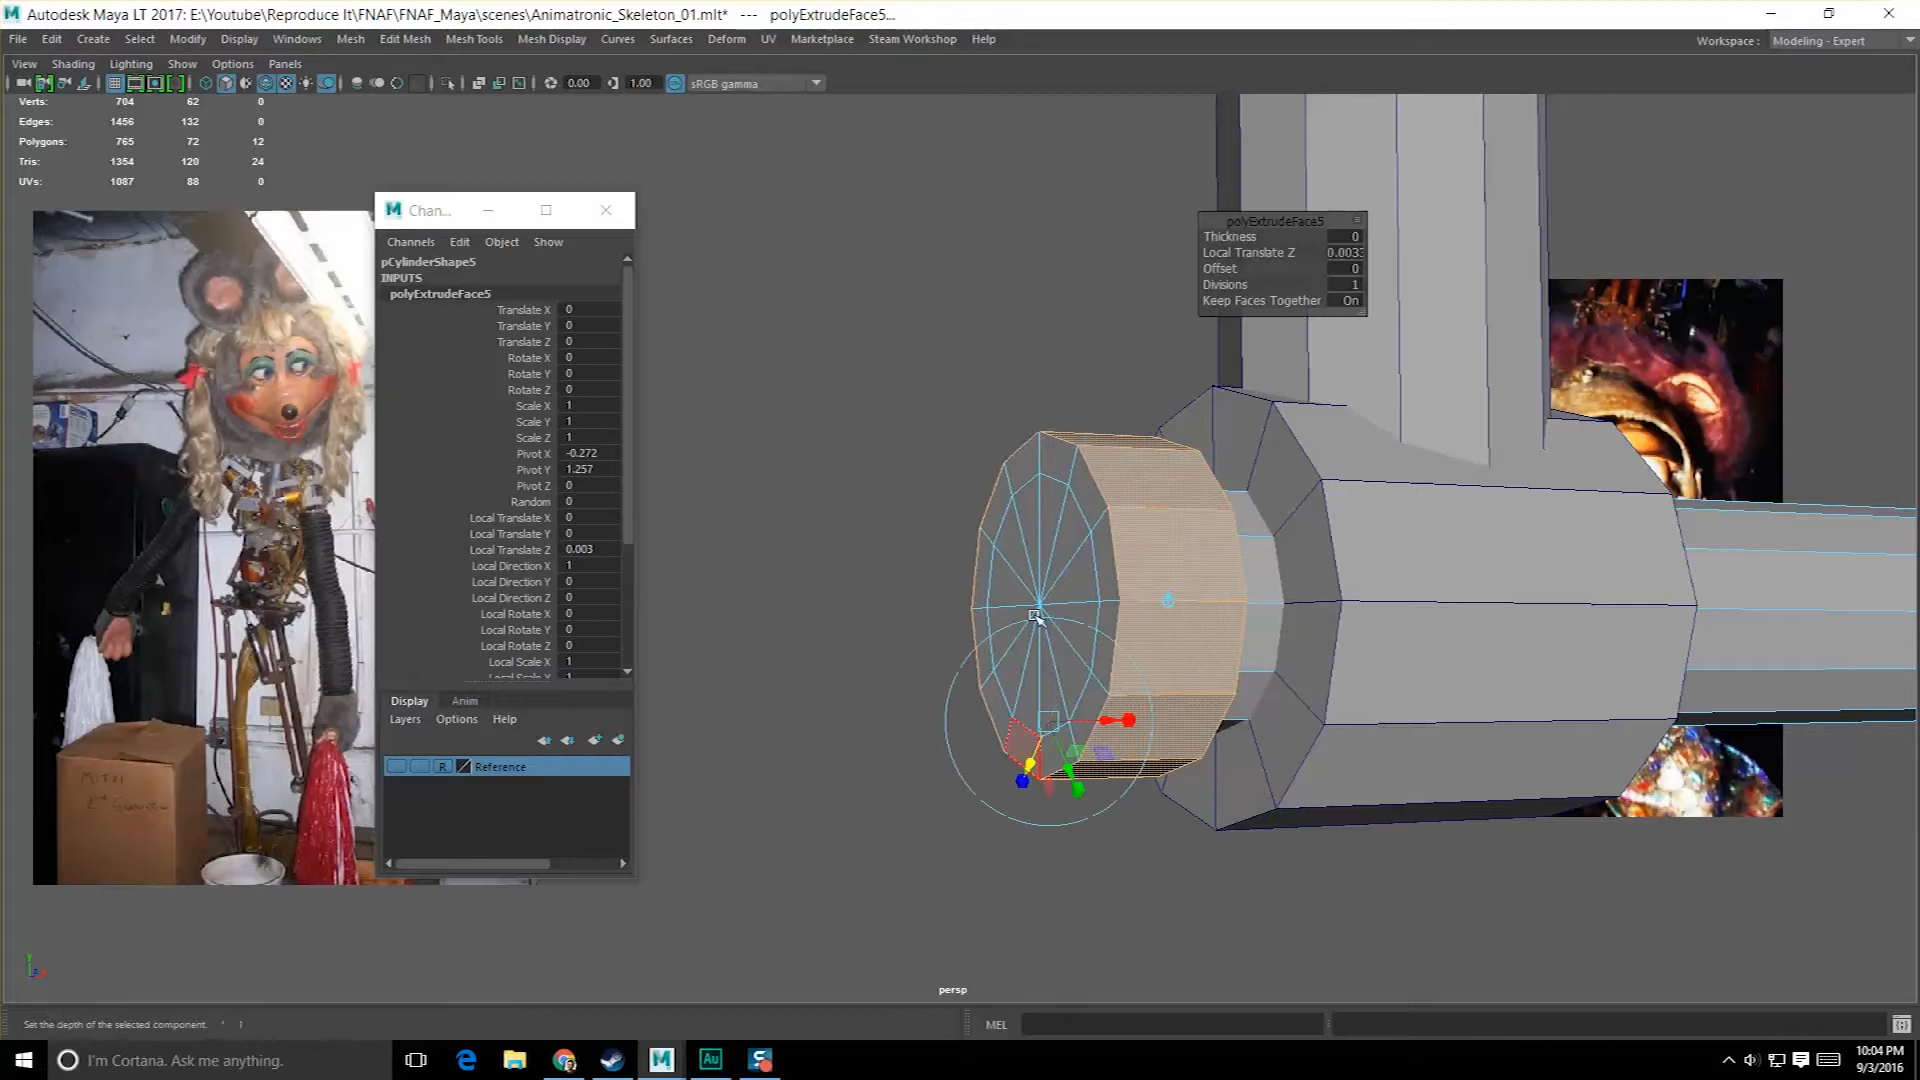 Autodesk Maya LT 2017: E:\Youtube\Reproduce It\FNAF\FNAF_Maya\scenes\Animatronic_Skeleton_01.mlt* --- polyExtrudeFace5...
File Edit Create Select Modify Display Windows Mesh Edit Mesh Mesh Tools Mesh Display Curves Surfaces Deform UV Marketplace Steam Workshop Help
Workspace : Modeling - Expert
View Shading Lighting Show Options Panels
0.00 1.00 sRGB gamma
Verts: 704 62 0
Edges: 1456 132 0
Polygons: 765 72 12
Tris: 1354 120 24
UVs: 1087 88 0
Chan...
Channels Edit Object Show
pCylinderShape5
INPUTS
polyExtrudeFace5
Translate X 0
Translate Y 0
Translate Z 0
Rotate X 0
Rotate Y 0
Rotate Z 0
Scale X 1
Scale Y 1
Scale Z 1
Pivot X -0.272
Pivot Y 1.257
Pivot Z 0
Random 0
Local Translate X 0
Local Translate Y 0
Local Translate Z 0.003
Local Direction X 1
Local Direction Y 0
Local Direction Z 0
Local Rotate X 0
Local Rotate Y 0
Local Rotate Z 0
Local Scale X 1
Local Scale Y 1
Display Anim
Layers Options Help
R Reference
polyExtrudeFace5
Thickness 0
Local Translate Z 0.0033
Offset 0
Divisions 1
Keep Faces Together On
MITZI
persp
Set the depth of the selected component.
MEL
I'm Cortana. Ask me anything.
Au
10:04 PM
9/3/2016